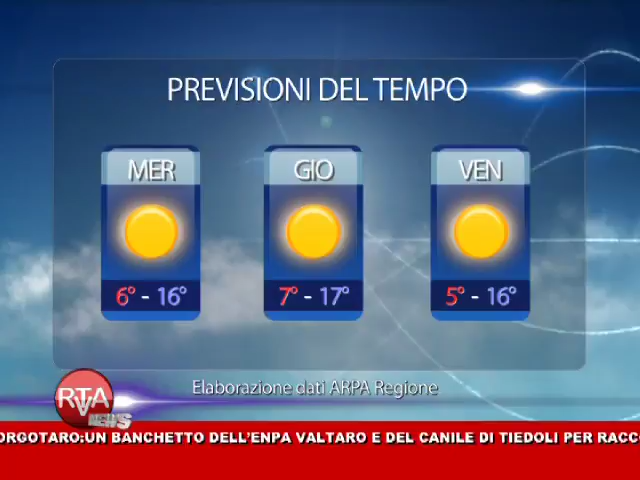 PREVISIONI DEL TEMPO
MER GIO VEN
6° - 16° 7° - 17° 5° - 16°
Elaborazione dati ARPA Regione
RTVA
NEWS
ORGOTARO:UN BANCHETTO DELL'ENPA VALTARO E DEL CANILE DI TIEDOLI PER RACCO